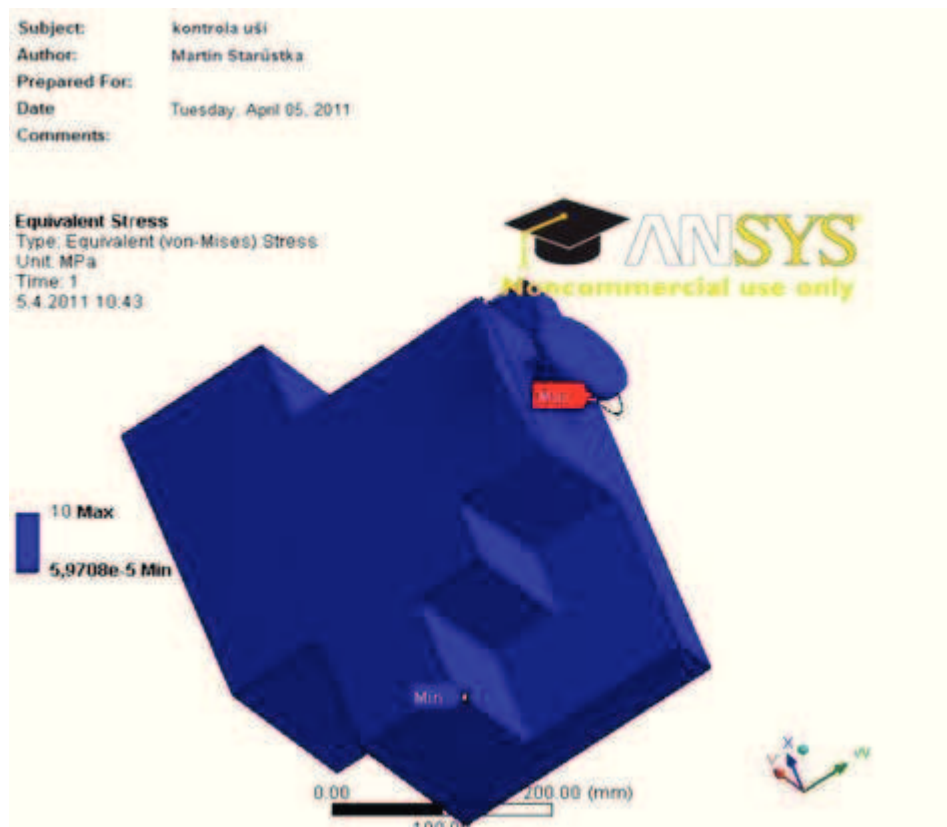 Subject: kontrola uší
Author: Martin Starůstka
Prepared For:
Date Tuesday, April 05, 2011
Comments:
Equivalent Stress
Type: Equivalent (von-Mises) Stress
Unit: MPa
Time: 1
5.4.2011 10:43
ANSYS
Noncommercial use only
Max
10 Max
5,9708e-5 Min
Min
X
Y
0.00 200.00 (mm)
100.00